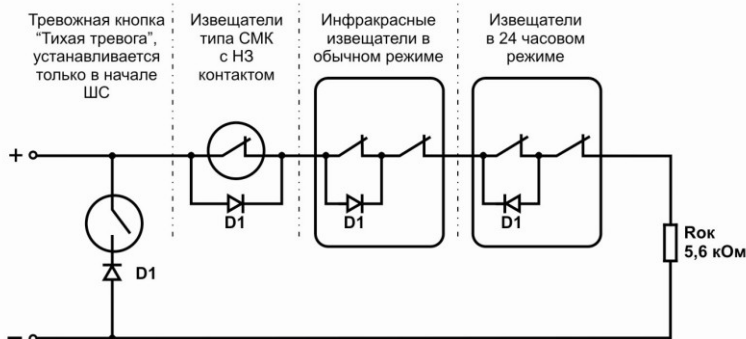 Тревожная кнопка
“Тихая тревога”,
устанавливается
только в начале
ШС
Извещатели
типа СМК
с НЗ
контактом
Инфракрасные
извещатели в
обычном режиме
Извещатели
в 24 часовом
режиме
+
D1
D1
D1
D1
Rок
5,6 кОм
–